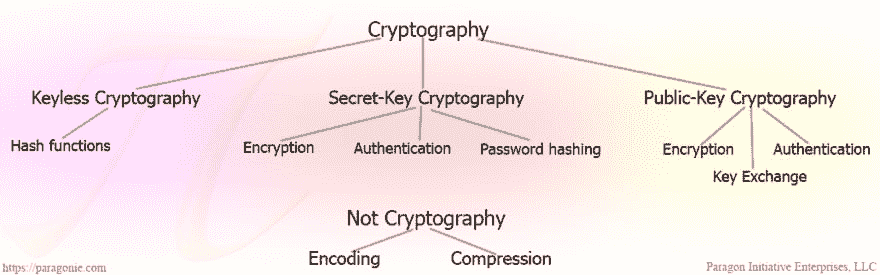 Cryptography
Keyless Cryptography
Secret-Key Cryptography
Public-Key Cryptography
Hash functions
Encryption
Authentication
Password hashing
Encryption
Authentication
Key Exchange
Not Cryptography
Encoding
Compression
https://paragonie.com
Paragon Initiative Enterprises, LLC